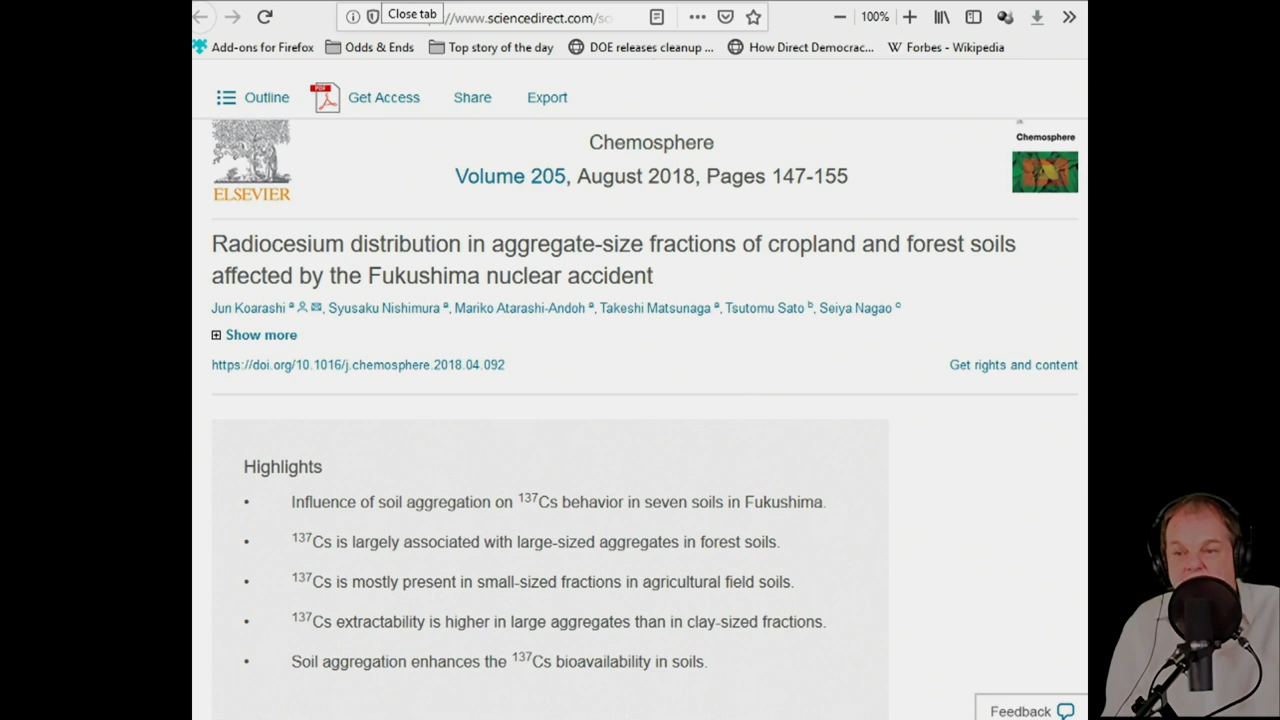 Close tab
//www.sciencedirect.com/sc
100%
Add-ons for Firefox Odds & Ends Top story of the day DOE releases cleanup ... How Direct Democrac... W Forbes - Wikipedia
Outline PDF Get Access Share Export
Chemosphere
Volume 205, August 2018, Pages 147-155
ELSEVIER
Chemosphere
Radiocesium distribution in aggregate-size fractions of cropland and forest soils
affected by the Fukushima nuclear accident
Jun Koarashi ᵃ, Syusaku Nishimura ᵃ, Mariko Atarashi-Andoh ᵃ, Takeshi Matsunaga ᵃ, Tsutomu Sato ᵇ, Seiya Nagao ᶜ
Show more
https://doi.org/10.1016/j.chemosphere.2018.04.092 Get rights and content
Highlights
• Influence of soil aggregation on ¹³⁷Cs behavior in seven soils in Fukushima.
• ¹³⁷Cs is largely associated with large-sized aggregates in forest soils.
• ¹³⁷Cs is mostly present in small-sized fractions in agricultural field soils.
• ¹³⁷Cs extractability is higher in large aggregates than in clay-sized fractions.
• Soil aggregation enhances the ¹³⁷Cs bioavailability in soils.
Feedback